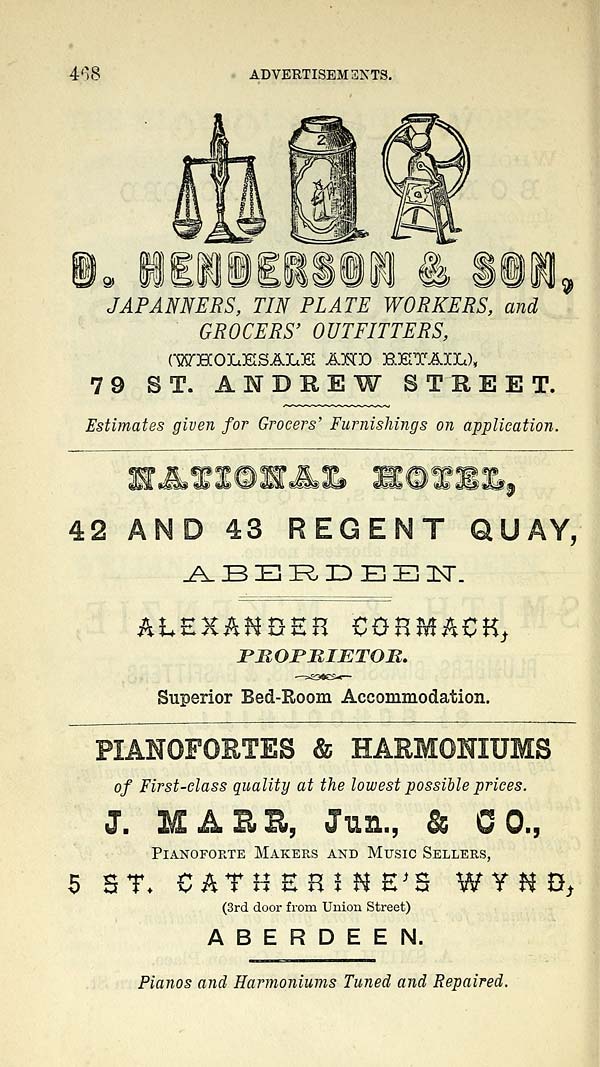 468
ADVERTISEMENTS.
2
D. HENDERSON & SON,
JAPANNERS, TIN PLATE WORKERS, and
GROCERS' OUTFITTERS,
(WHOLESALE AND RETAIL),
79 ST. ANDREW STREET.
Estimates given for Grocers' Furnishings on application.
NATIONAL HOTEL,
42 AND 43 REGENT QUAY,
ABERDEEN.
ALEXANDER CORMACK,
PROPRIETOR.
Superior Bed-Room Accommodation.
PIANOFORTES & HARMONIUMS
of First-class quality at the lowest possible prices.
J. MARR, Jun., & CO.,
PIANOFORTE MAKERS AND MUSIC SELLERS,
5 ST. CATHERINE'S WYND,
(3rd door from Union Street)
ABERDEEN.
Pianos and Harmoniums Tuned and Repaired.